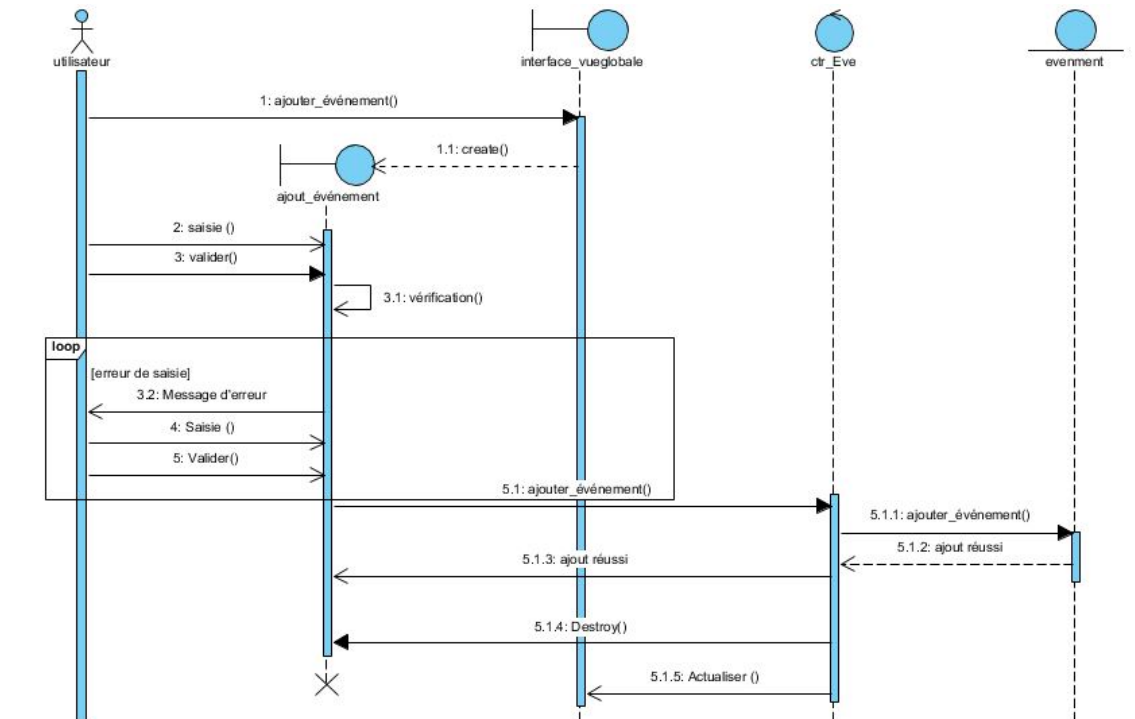 utilisateur
interface_vueglobale
ctr_Eve
evenment
1: ajouter_événement()
1.1: create()
ajout_événement
2: saisie ()
3: valider()
3.1: vérification()
loop
[erreur de saisie]
3.2: Message d'erreur
4: Saisie ()
5: Valider()
5.1: ajouter_événement()
5.1.1: ajouter_événement()
5.1.2: ajout réussi
5.1.3: ajout réussi
5.1.4: Destroy()
5.1.5: Actualiser ()